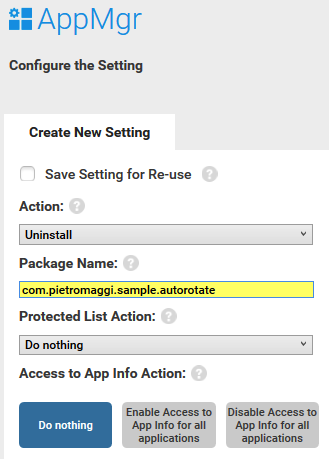 AppMgr
Configure the Setting
Create New Setting
Save Setting for Re-use ?
Action: ?
Uninstall
Package Name: ?
com.pietromaggi.sample.autorotate
Protected List Action: ?
Do nothing
Access to App Info Action: ?
Do nothing
Enable Access to
App Info for all
applications
Disable Access to
App Info for all
applications